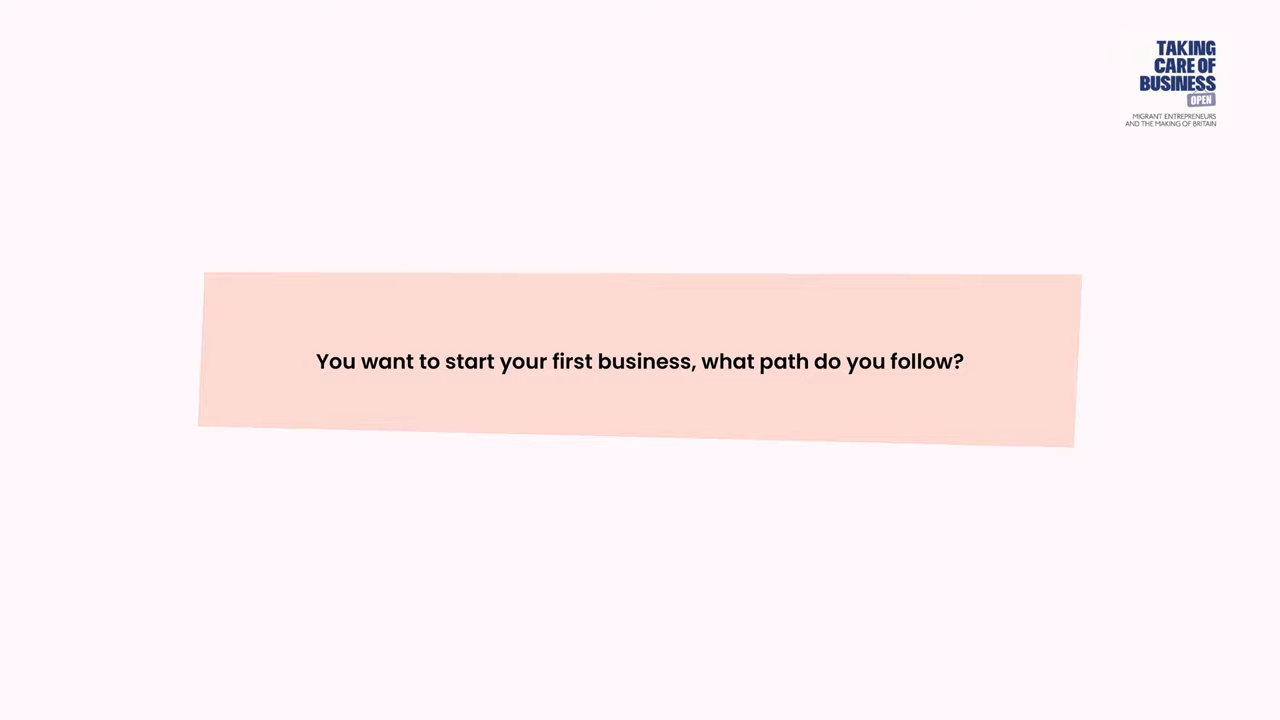 TAKING
CARE OF
BUSINESS
OPEN
MIGRANT ENTREPRENEURS
AND THE MAKING OF BRITAIN
You want to start your first business, what path do you follow?